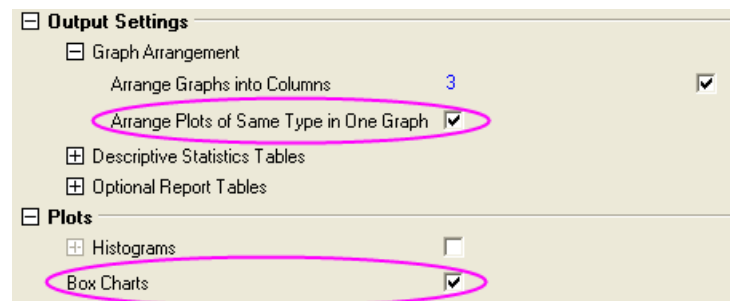 Output Settings
Graph Arrangement
Arrange Graphs into Columns 3
Arrange Plots of Same Type in One Graph
Descriptive Statistics Tables
Optional Report Tables
Plots
Histograms
Box Charts